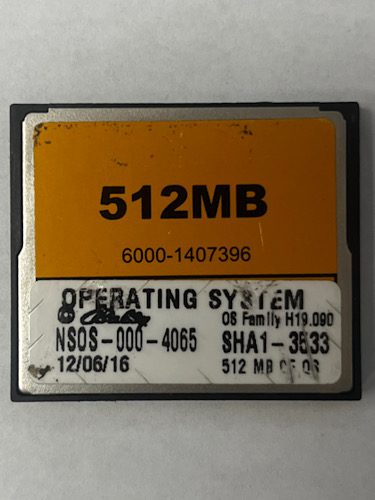 512MB
6000-1407396
OPERATING SYSTEM
OS Family H19.090
NSOS-000-4065 SHA1-3533
12/06/16 512 MB CF OS